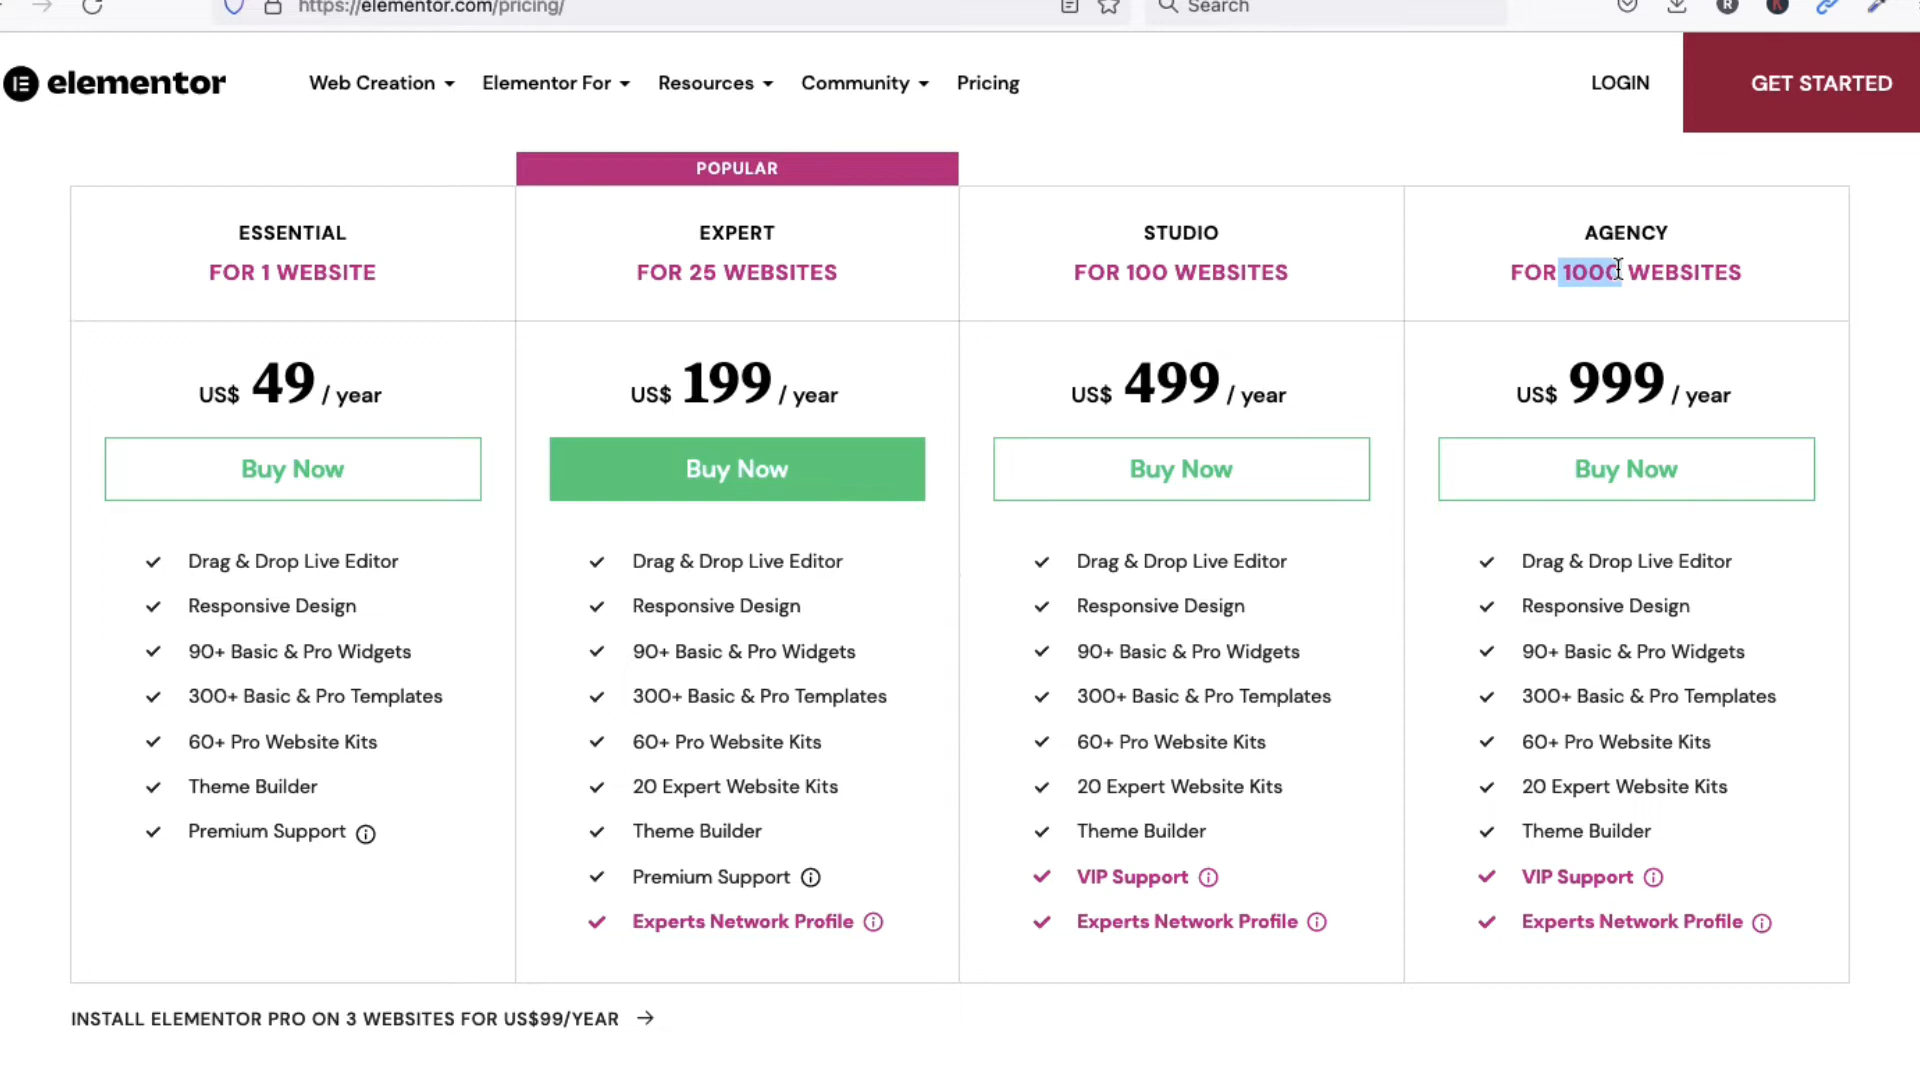 https://elementor.com/pricing/
Search
elementor
Web Creation
Elementor For
Resources
Community
Pricing
LOGIN
GET STARTED
POPULAR
ESSENTIAL
FOR 1 WEBSITE
US$ 49 / year
Buy Now
Drag & Drop Live Editor
Responsive Design
90+ Basic & Pro Widgets
300+ Basic & Pro Templates
60+ Pro Website Kits
Theme Builder
Premium Support
EXPERT
FOR 25 WEBSITES
US$ 199 / year
Buy Now
Drag & Drop Live Editor
Responsive Design
90+ Basic & Pro Widgets
300+ Basic & Pro Templates
60+ Pro Website Kits
20 Expert Website Kits
Theme Builder
Premium Support
Experts Network Profile
STUDIO
FOR 100 WEBSITES
US$ 499 / year
Buy Now
Drag & Drop Live Editor
Responsive Design
90+ Basic & Pro Widgets
300+ Basic & Pro Templates
60+ Pro Website Kits
20 Expert Website Kits
Theme Builder
VIP Support
Experts Network Profile
AGENCY
FOR 1000 WEBSITES
US$ 999 / year
Buy Now
Drag & Drop Live Editor
Responsive Design
90+ Basic & Pro Widgets
300+ Basic & Pro Templates
60+ Pro Website Kits
20 Expert Website Kits
Theme Builder
VIP Support
Experts Network Profile
INSTALL ELEMENTOR PRO ON 3 WEBSITES FOR US$99/YEAR